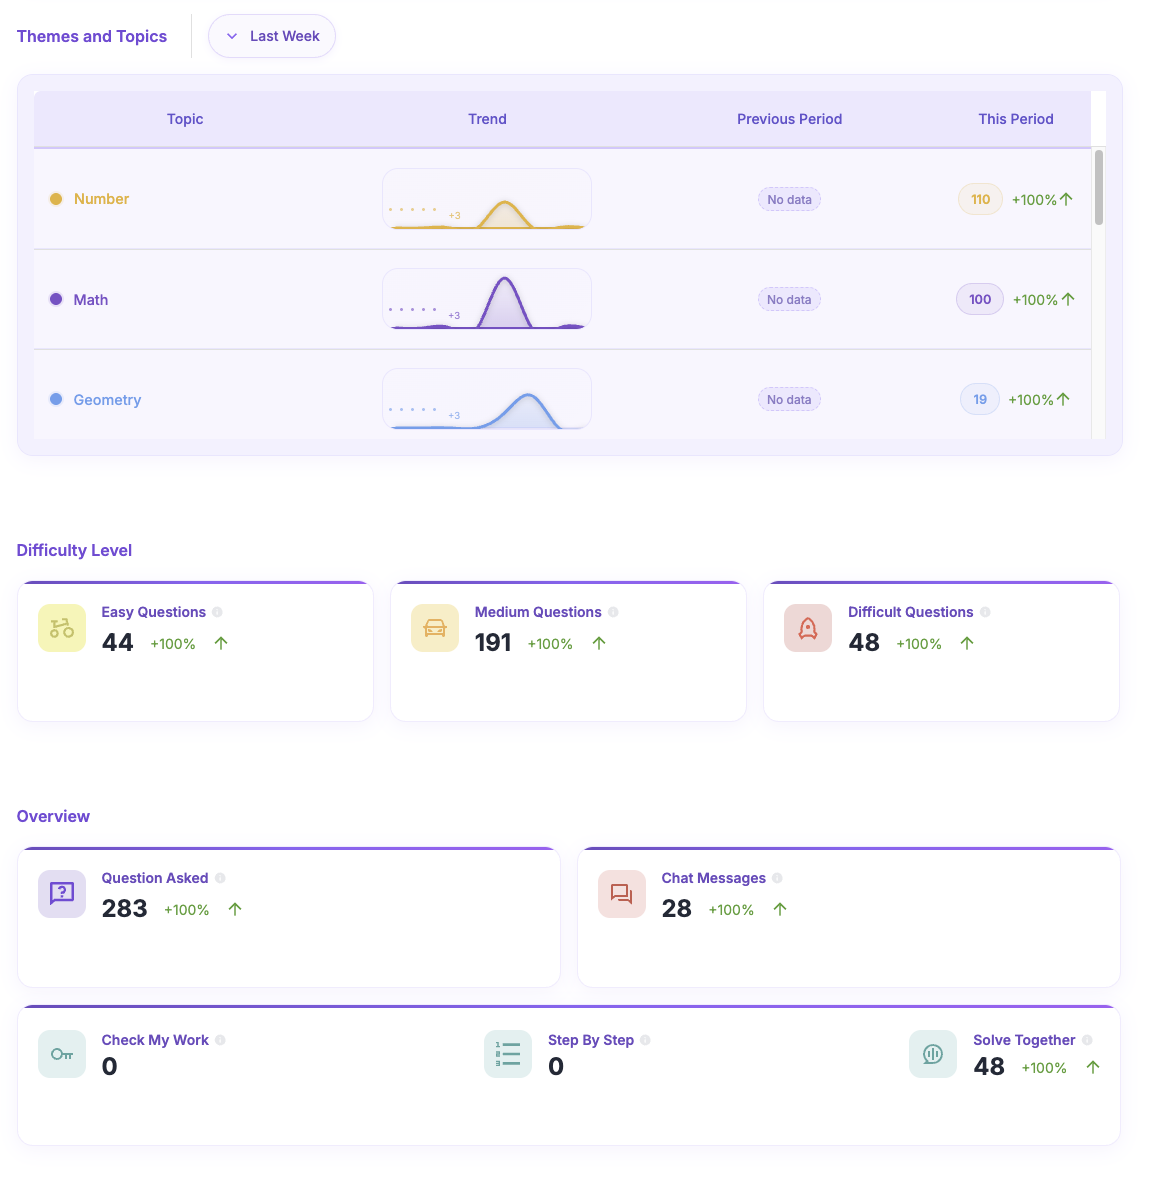 Themes and Topics
Last Week
Topic Trend Previous Period This Period
Number +3 No data 110 +100%
Math +3 No data 100 +100%
Geometry +3 No data 19 +100%
Difficulty Level
Easy Questions
44 +100%
Medium Questions
191 +100%
Difficult Questions
48 +100%
Overview
Question Asked
283 +100%
Chat Messages
28 +100%
Check My Work
0
Step By Step
0
Solve Together
48 +100%